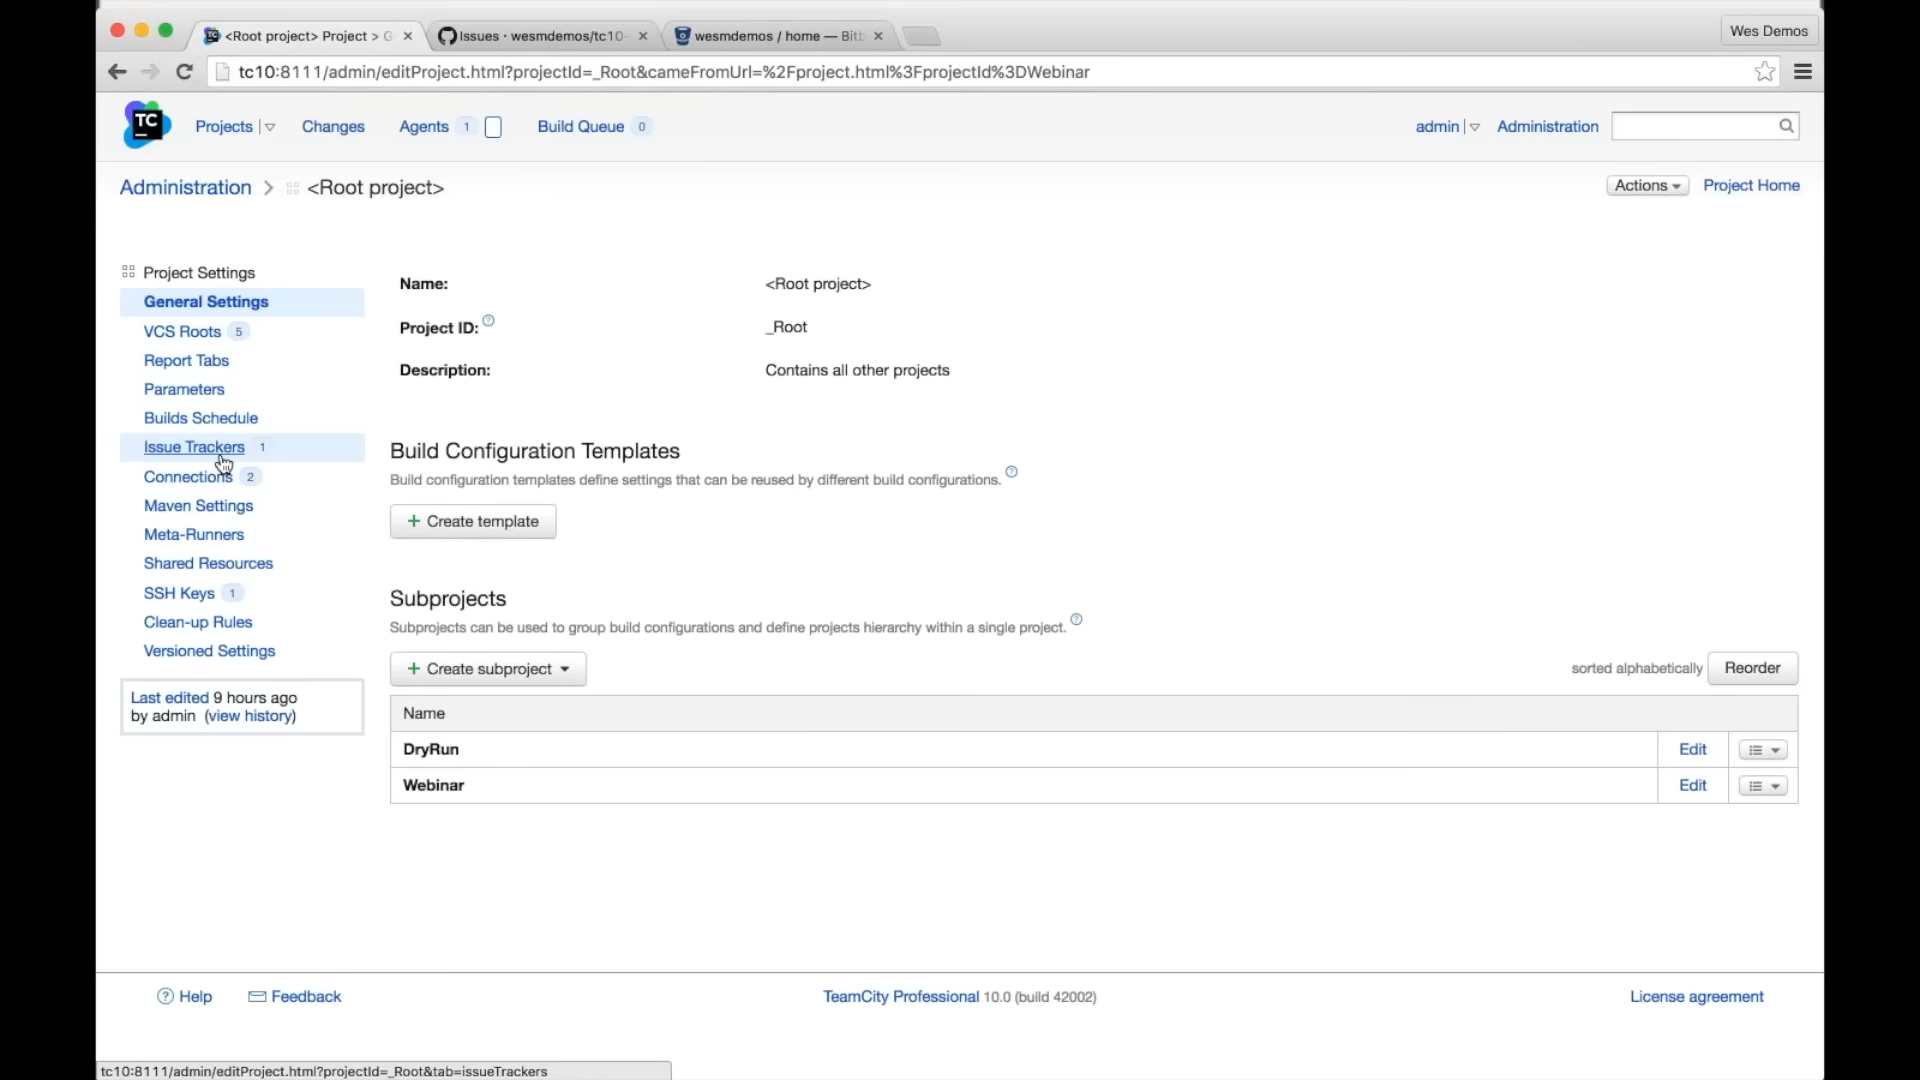 <Root project> Project > G
Issues · wesmdemos/tc10-
wesmdemos / home — Bitb
Wes Demos
tc10:8111/admin/editProject.html?projectId=_Root&cameFromUrl=%2Fproject.html%3FprojectId%3DWebinar
TC
Projects
Changes
Agents 1
Build Queue 0
admin
Administration
Administration > <Root project>
Actions
Project Home
Project Settings
General Settings
VCS Roots 5
Report Tabs
Parameters
Builds Schedule
Issue Trackers 1
Connections 2
Maven Settings
Meta-Runners
Shared Resources
SSH Keys 1
Clean-up Rules
Versioned Settings
Last edited 9 hours ago
by admin (view history)
Name: <Root project>
Project ID: _Root
Description: Contains all other projects
Build Configuration Templates
Build configuration templates define settings that can be reused by different build configurations.
+ Create template
Subprojects
Subprojects can be used to group build configurations and define projects hierarchy within a single project.
+ Create subproject
sorted alphabetically
Reorder
Name
DryRun Edit
Webinar Edit
Help
Feedback
TeamCity Professional 10.0 (build 42002)
License agreement
tc10:8111/admin/editProject.html?projectId=_Root&tab=issueTrackers